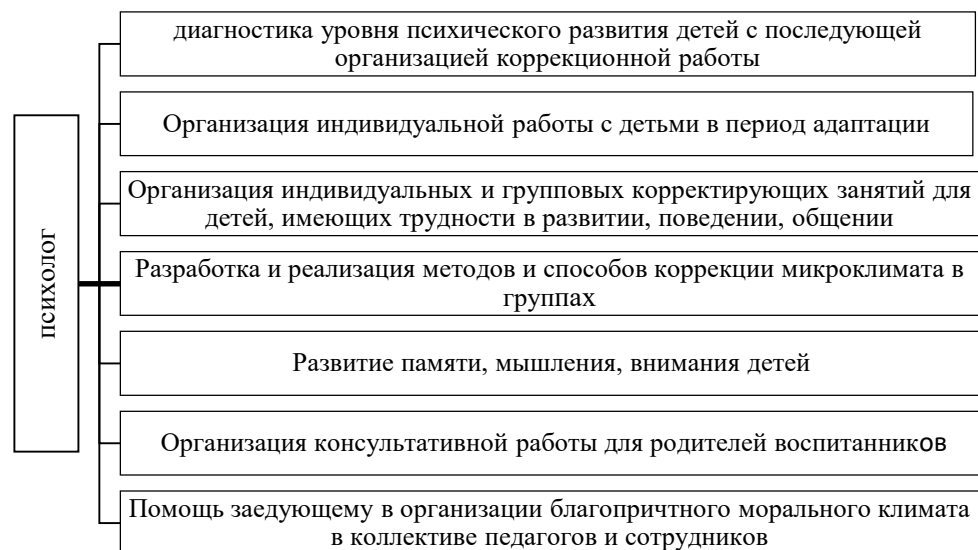 психолог
диагностика уровня психического развития детей с последующей
организацией коррекционной работы
Организация индивидуальной работы с детьми в период адаптации
Организация индивидуальных и групповых корректирующих занятий для
детей, имеющих трудности в развитии, поведении, общении
Разработка и реализация методов и способов коррекции микроклимата в
группах
Развитие памяти, мышления, внимания детей
Организация консультативной работы для родителей воспитанников
Помощь заедующему в организации благопричтного морального климата
в коллективе педагогов и сотрудников